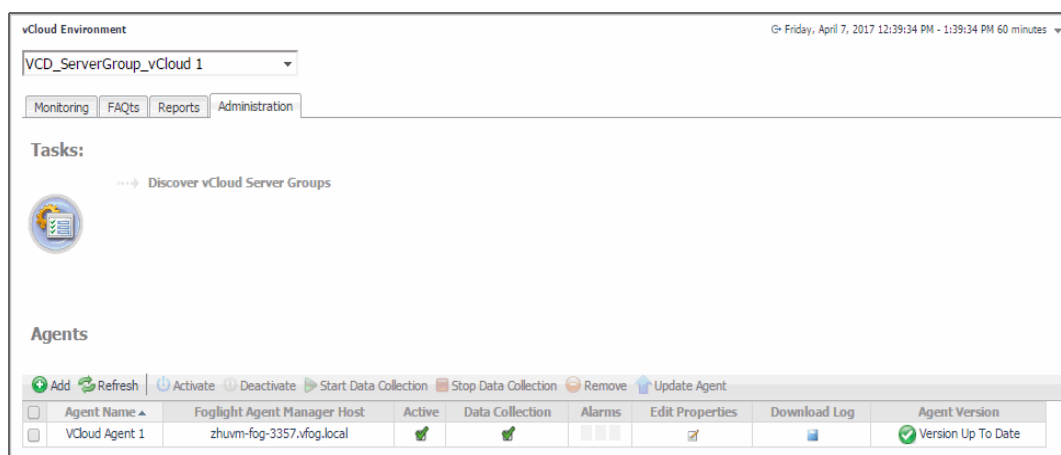 vCloud Environment
Friday, April 7, 2017 12:39:34 PM - 1:39:34 PM 60 minutes
VCD_ServerGroup_vCloud 1
Monitoring FAQts Reports Administration
Tasks:
Discover vCloud Server Groups
Agents
Add Refresh Activate Deactivate Start Data Collection Stop Data Collection Remove Update Agent
Agent Name Foglight Agent Manager Host Active Data Collection Alarms Edit Properties Download Log Agent Version
VCloud Agent 1 zhuvm-fog-3357.vfog.local Version Up To Date